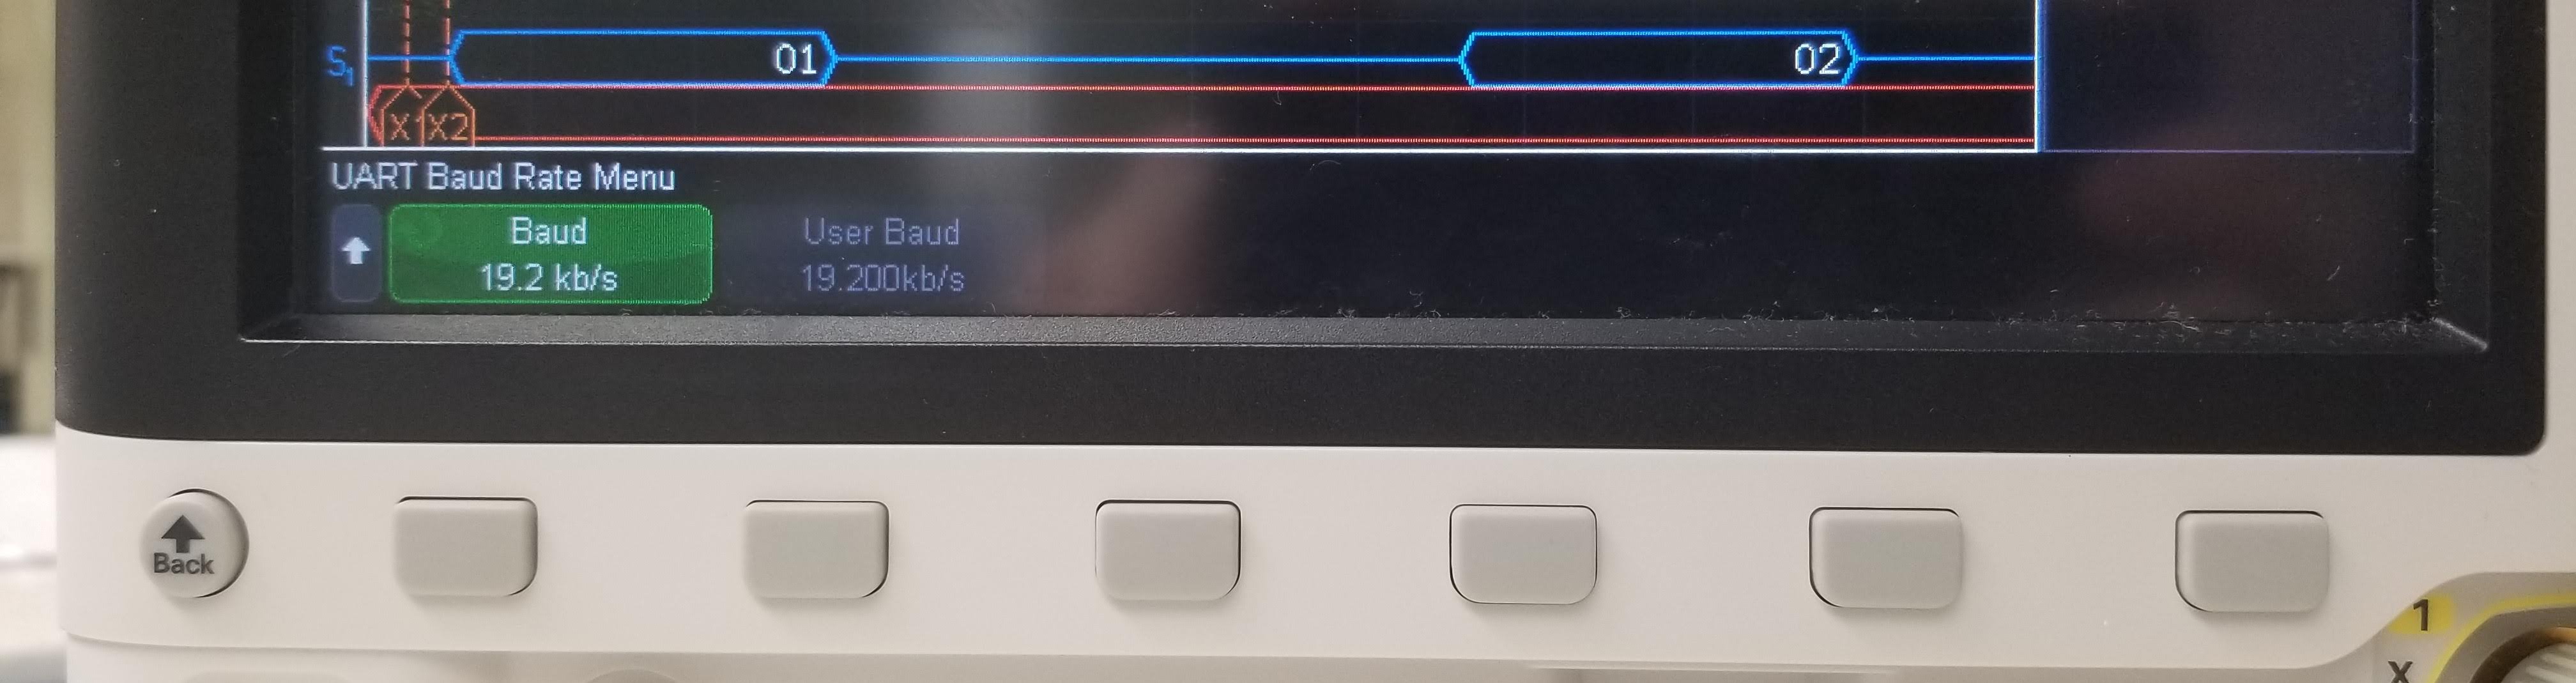 S1
01
02
X1
X2
UART Baud Rate Menu
Baud
19.2 kb/s
User Baud
19.200kb/s
Back
1
X